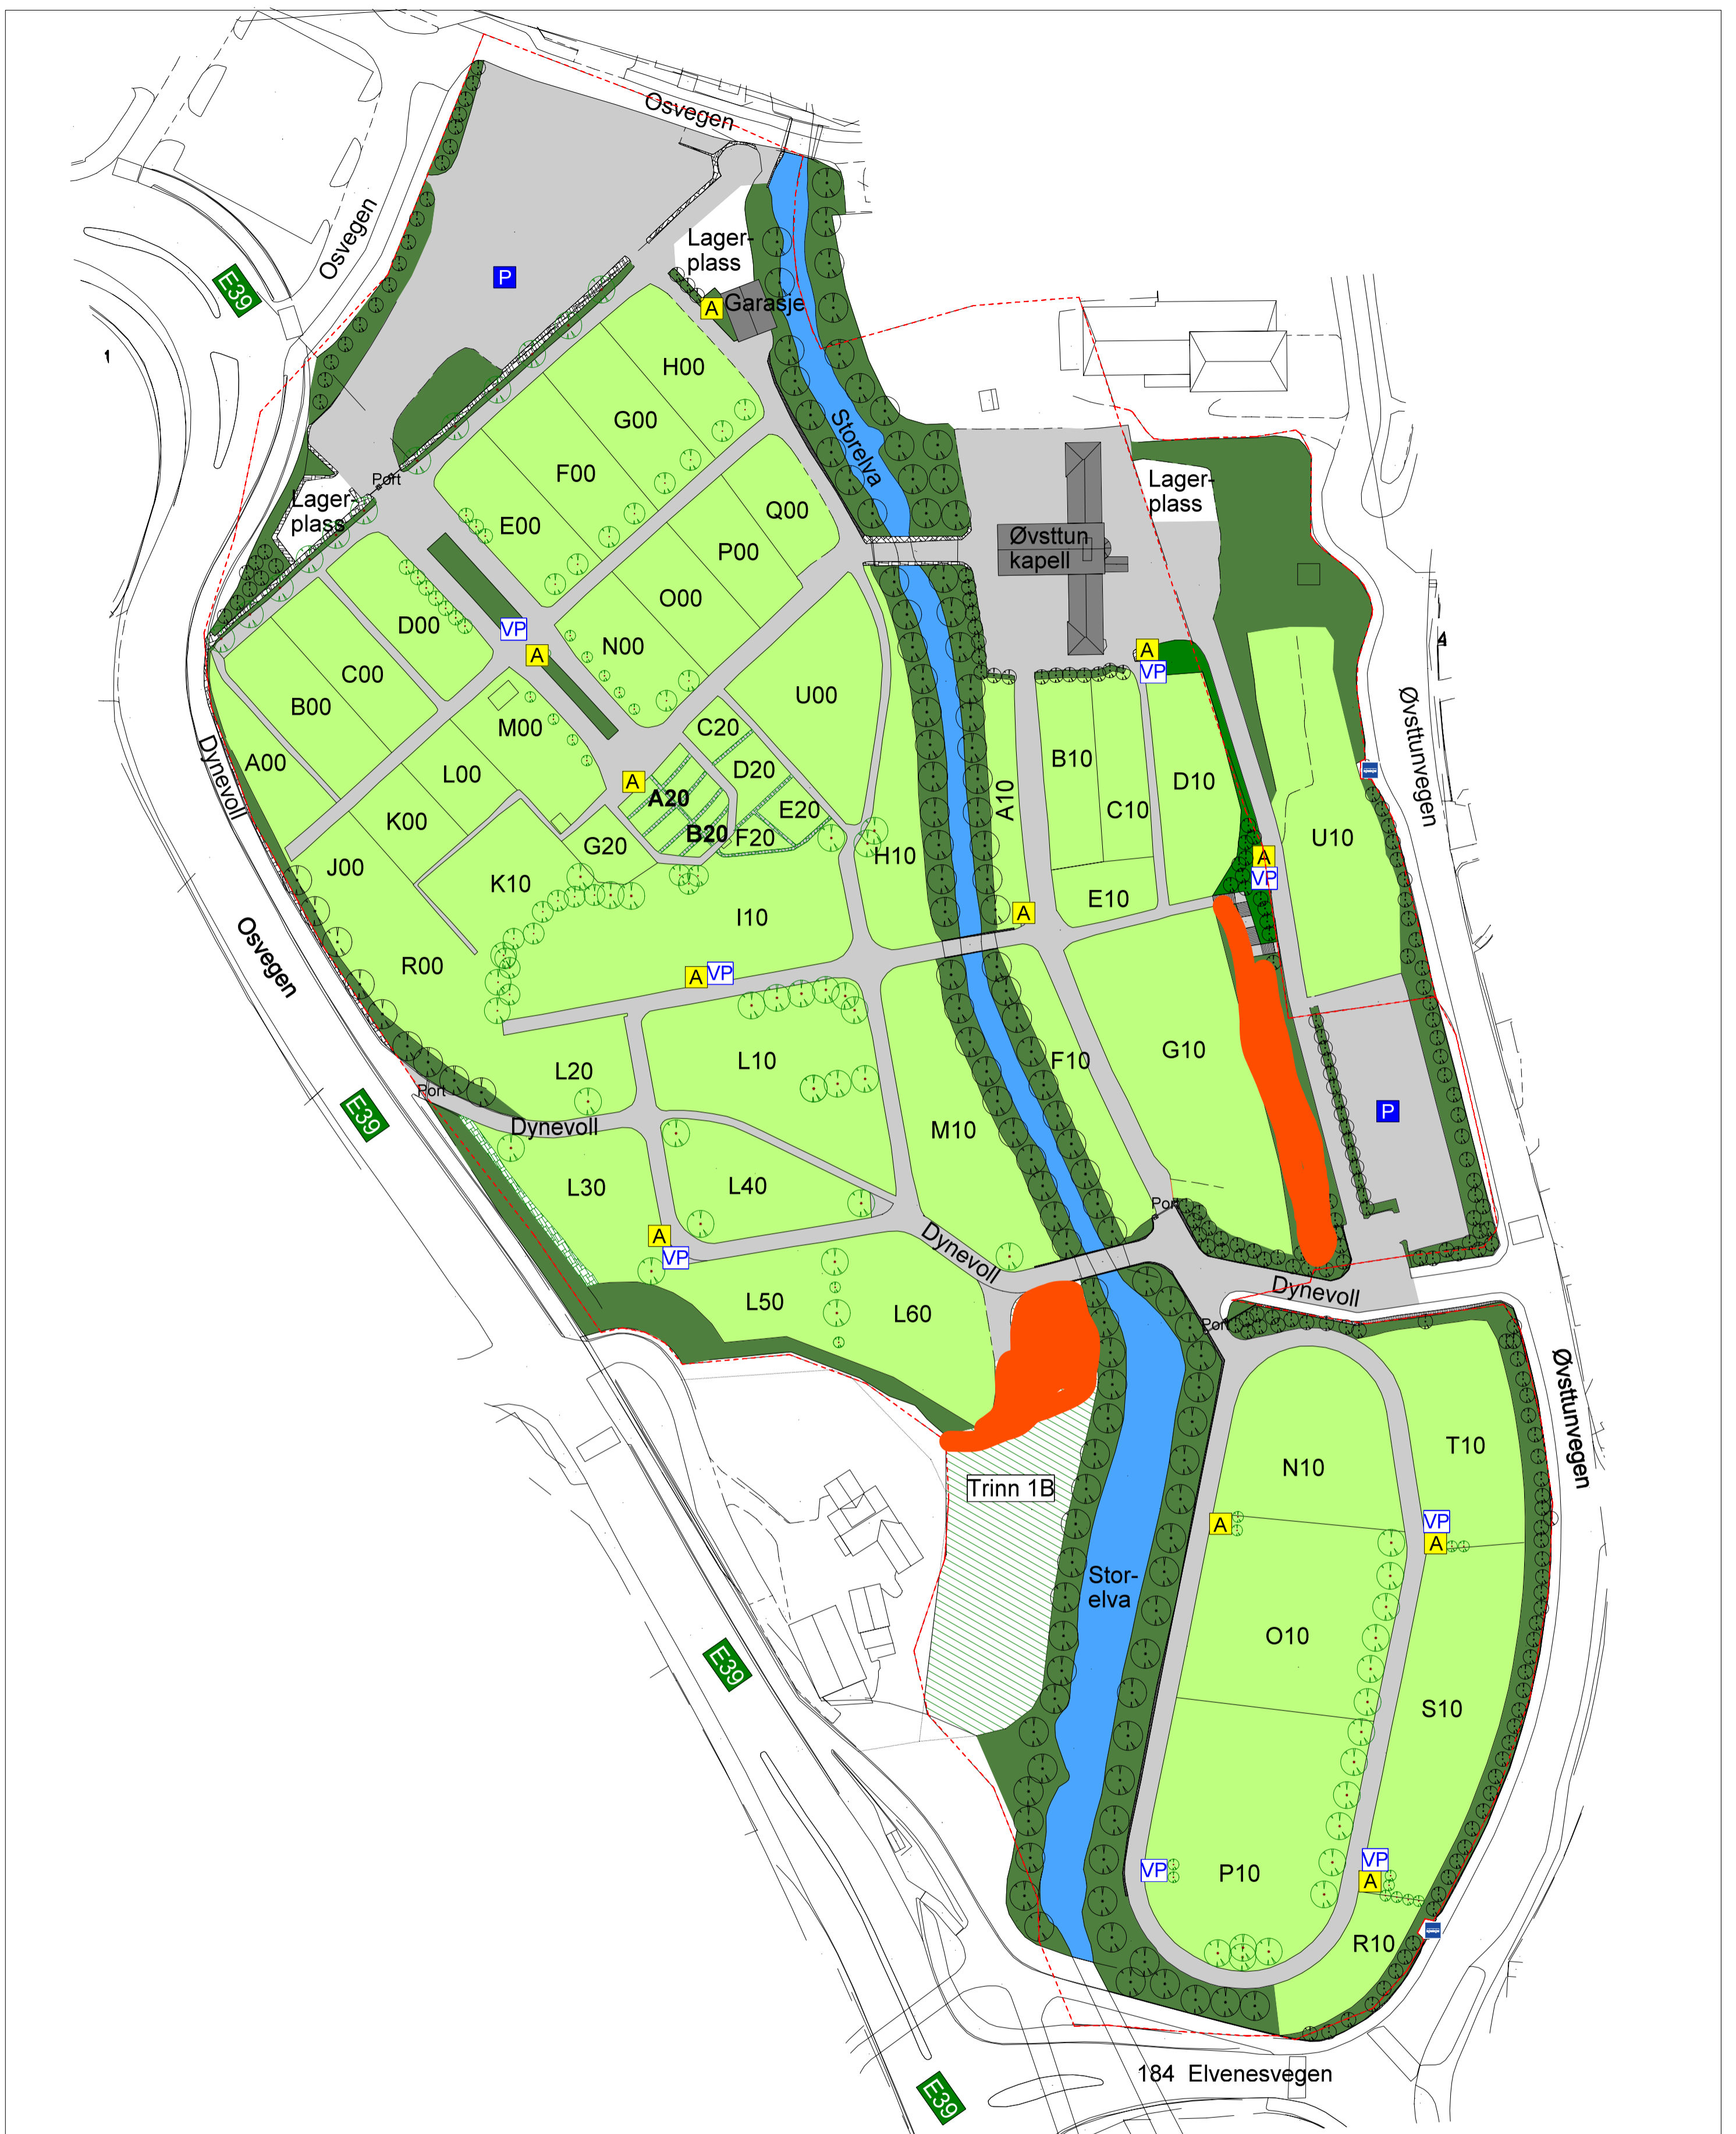 Osvegen
Osvegen
E39
1
P
Lager-
plass
A
Garasje
H00
G00
Storelva
F00
Port
Lager-
plass
E00
Q00
P00
Øvsttun
kapell
Lager-
plass
O00
D00
VP
A
N00
A
VP
4
C00
B00
U00
M00
C20
Øvsttunvegen
A00
Dynevoll
L00
A
D20
A20
E20
B20
F20
A10
B10
C10
D10
K00
G20
H10
U10
J00
K10
A
VP
E10
I10
A
Osvegen
R00
A
VP
L20
L10
F10
G10
Port
E39
Dynevoll
M10
P
L30
L40
Port
A
VP
Dynevoll
Dynevoll
L50
L60
Port
Øvsttunvegen
T10
N10
Trinn 1B
A
VP
A
Stor-
elva
O10
E39
S10
VP
P10
VP
A
R10
184 Elvenesvegen
E39